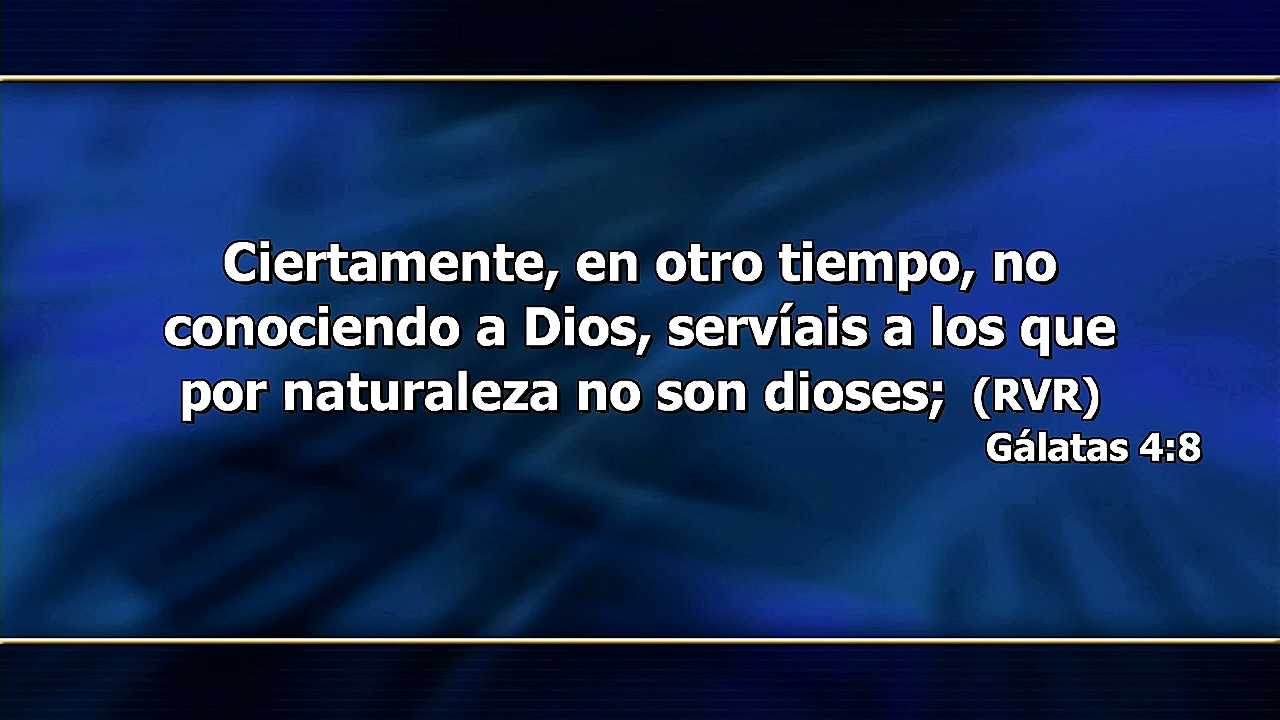 Ciertamente, en otro tiempo, no
conociendo a Dios, servíais a los que
por naturaleza no son dioses; (RVR)
Gálatas 4:8